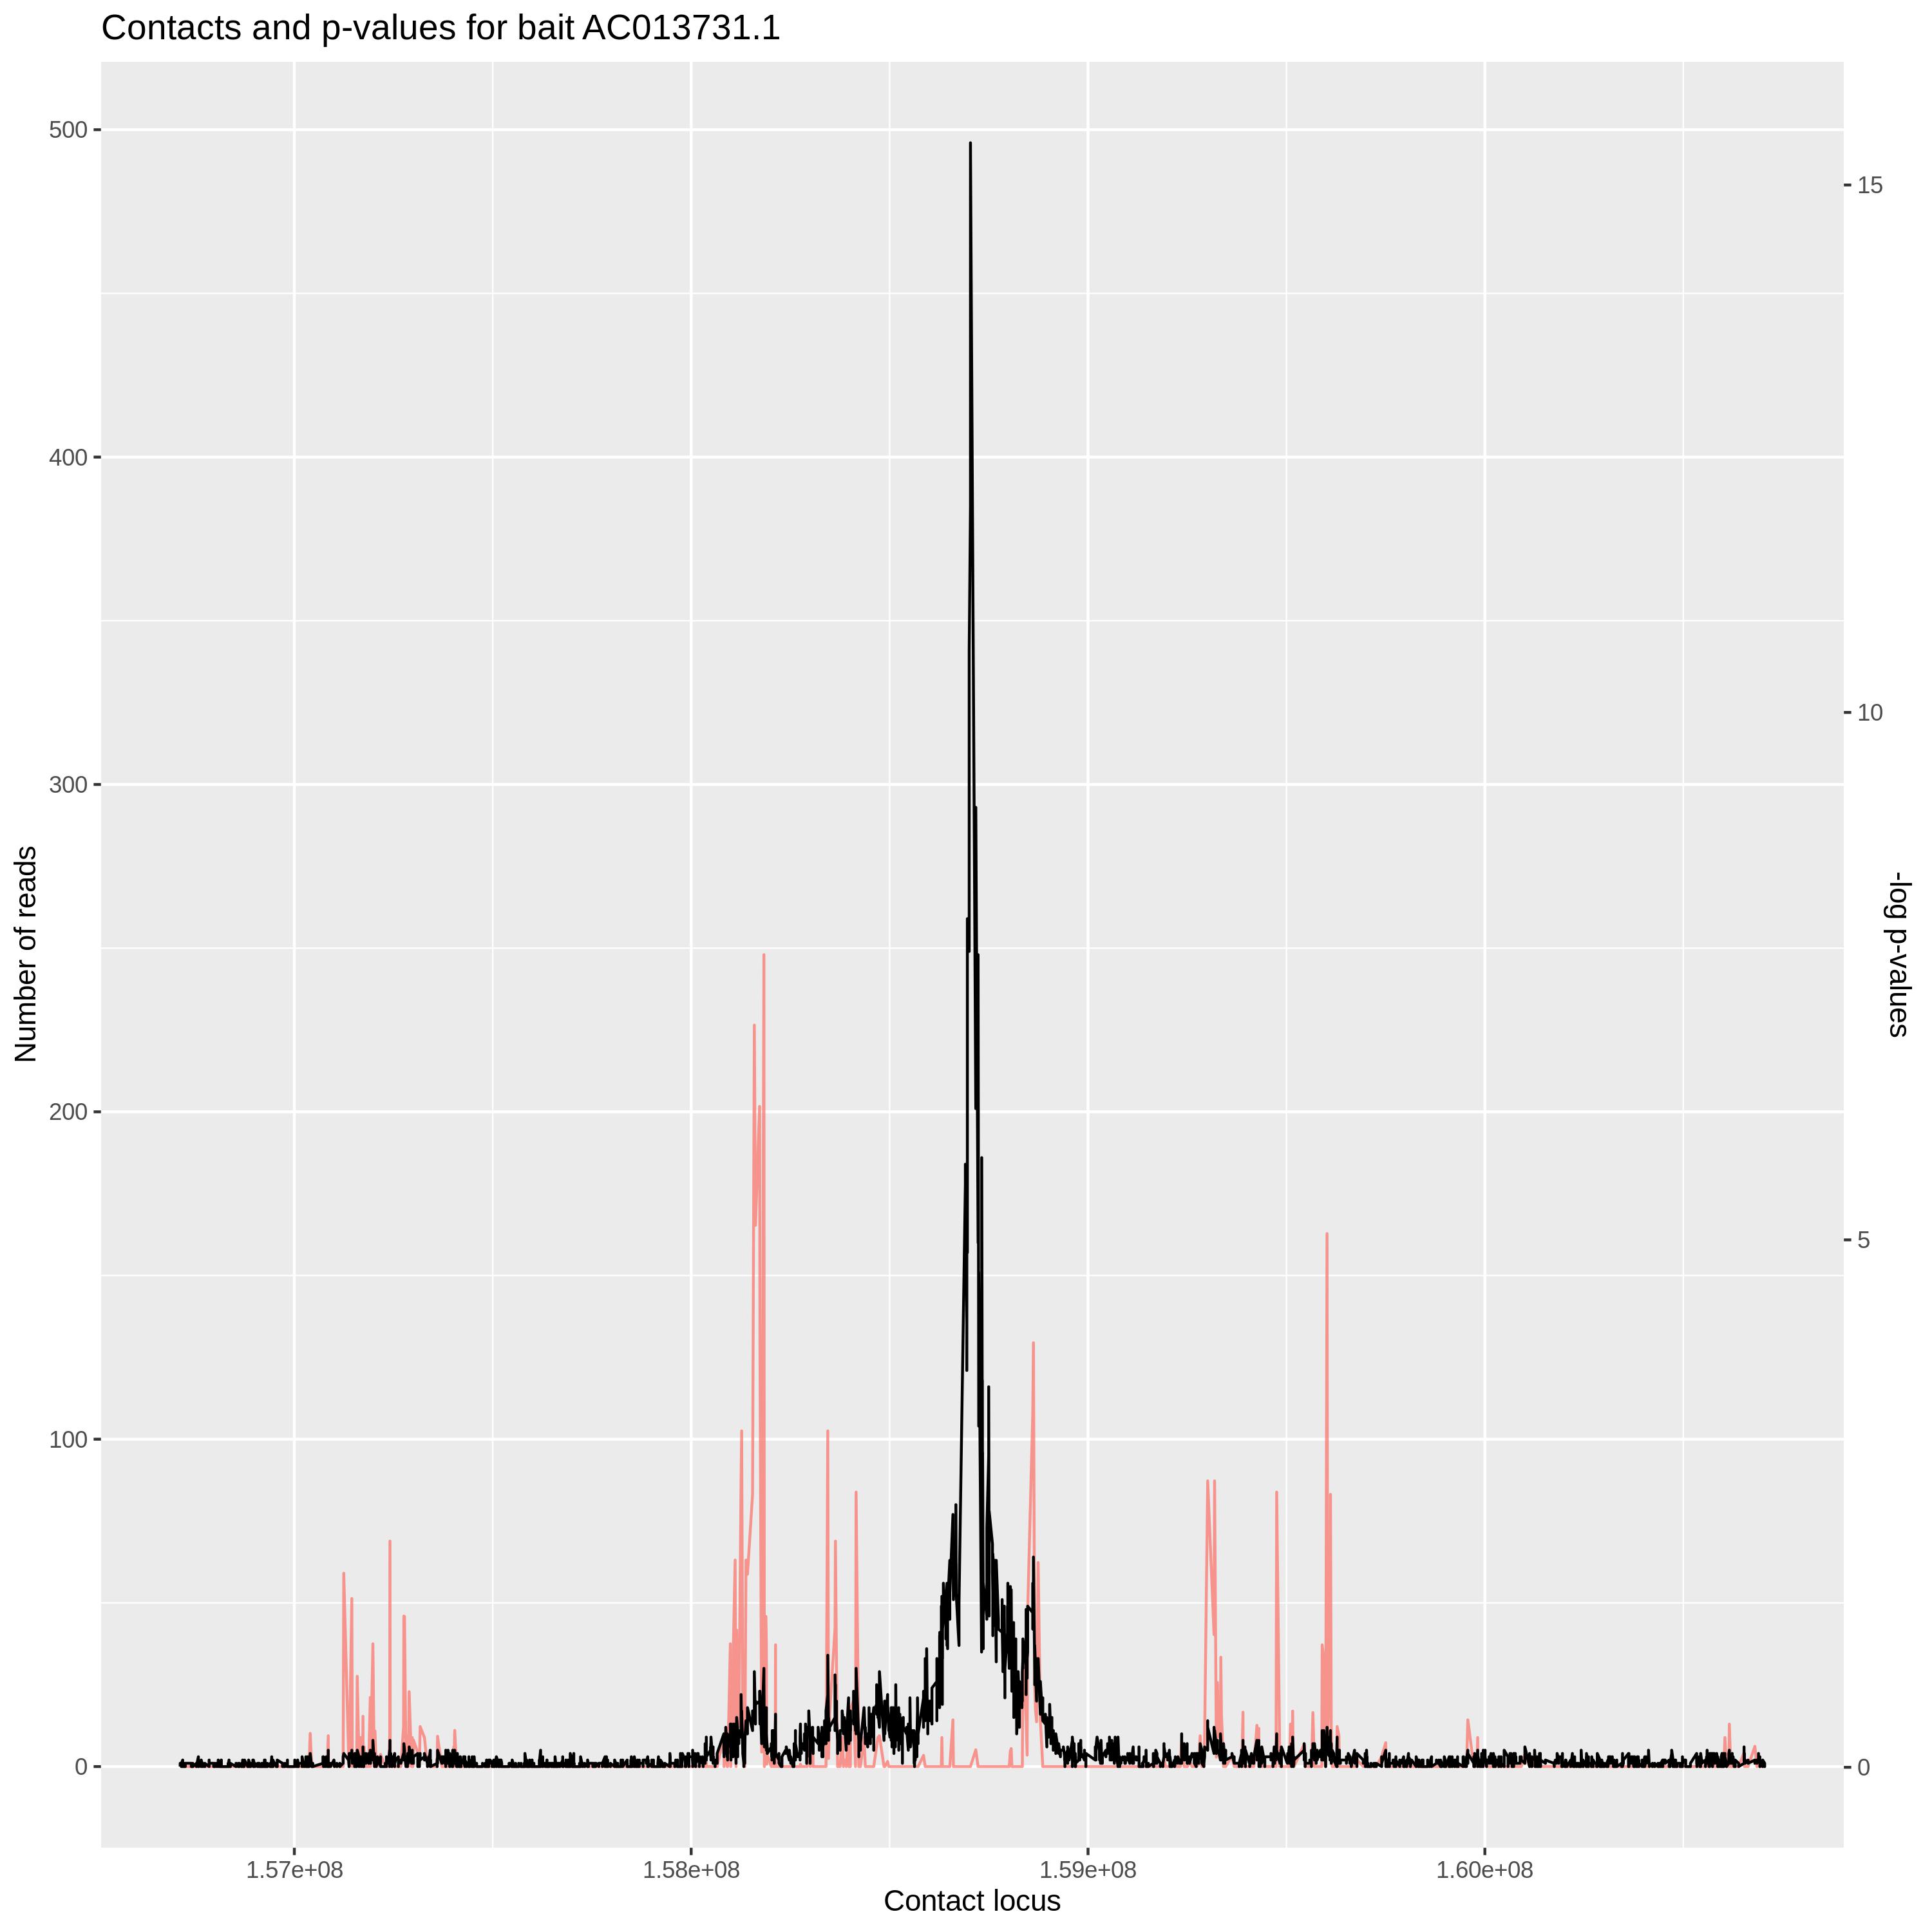 Contacts and p-values for bait AC013731.1
500
400
300
200
100
0
Number of reads
15
10
5
0
-log p-values
1.57e+08
1.58e+08
1.59e+08
1.60e+08
Contact locus